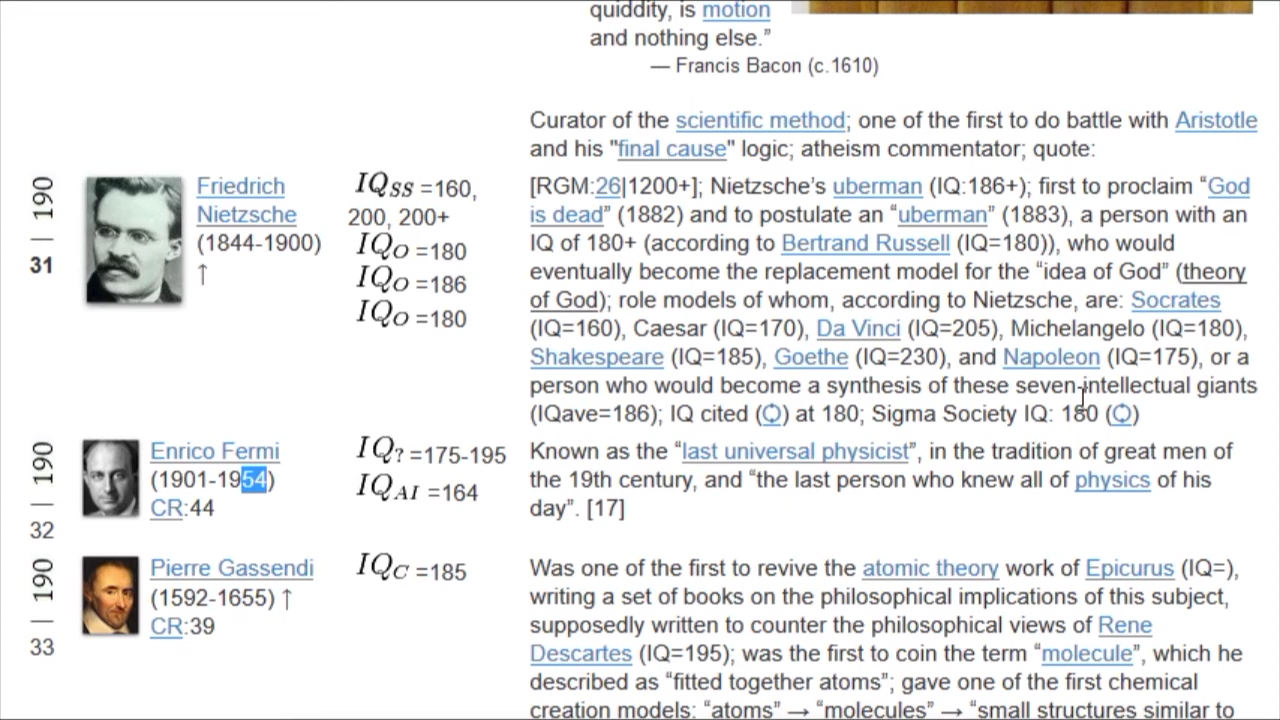 quiddity, is motion
and nothing else.”
— Francis Bacon (c.1610)
Curator of the scientific method; one of the first to do battle with Aristotle
and his "final cause" logic; atheism commentator; quote:
190
—
31
Friedrich
Nietzsche
(1844-1900)
↑
IQSS =160,
200, 200+
IQO =180
IQO =186
IQO =180
[RGM:26|1200+]; Nietzsche’s uberman (IQ:186+); first to proclaim “God
is dead” (1882) and to postulate an “uberman” (1883), a person with an
IQ of 180+ (according to Bertrand Russell (IQ=180)), who would
eventually become the replacement model for the “idea of God” (theory
of God); role models of whom, according to Nietzsche, are: Socrates
(IQ=160), Caesar (IQ=170), Da Vinci (IQ=205), Michelangelo (IQ=180),
Shakespeare (IQ=185), Goethe (IQ=230), and Napoleon (IQ=175), or a
person who would become a synthesis of these seven intellectual giants
(IQave=186); IQ cited (Ϙ) at 180; Sigma Society IQ: 180 (Ϙ)
190
—
32
Enrico Fermi
(1901-1954)
CR:44
IQ? =175-195
IQAI =164
Known as the “last universal physicist”, in the tradition of great men of
the 19th century, and “the last person who knew all of physics of his
day”. [17]
190
—
33
Pierre Gassendi
(1592-1655) ↑
CR:39
IQC =185
Was one of the first to revive the atomic theory work of Epicurus (IQ=),
writing a set of books on the philosophical implications of this subject,
supposedly written to counter the philosophical views of Rene
Descartes (IQ=195); was the first to coin the term “molecule”, which he
described as “fitted together atoms”; gave one of the first chemical
creation models: “atoms” → “molecules” → “small structures similar to